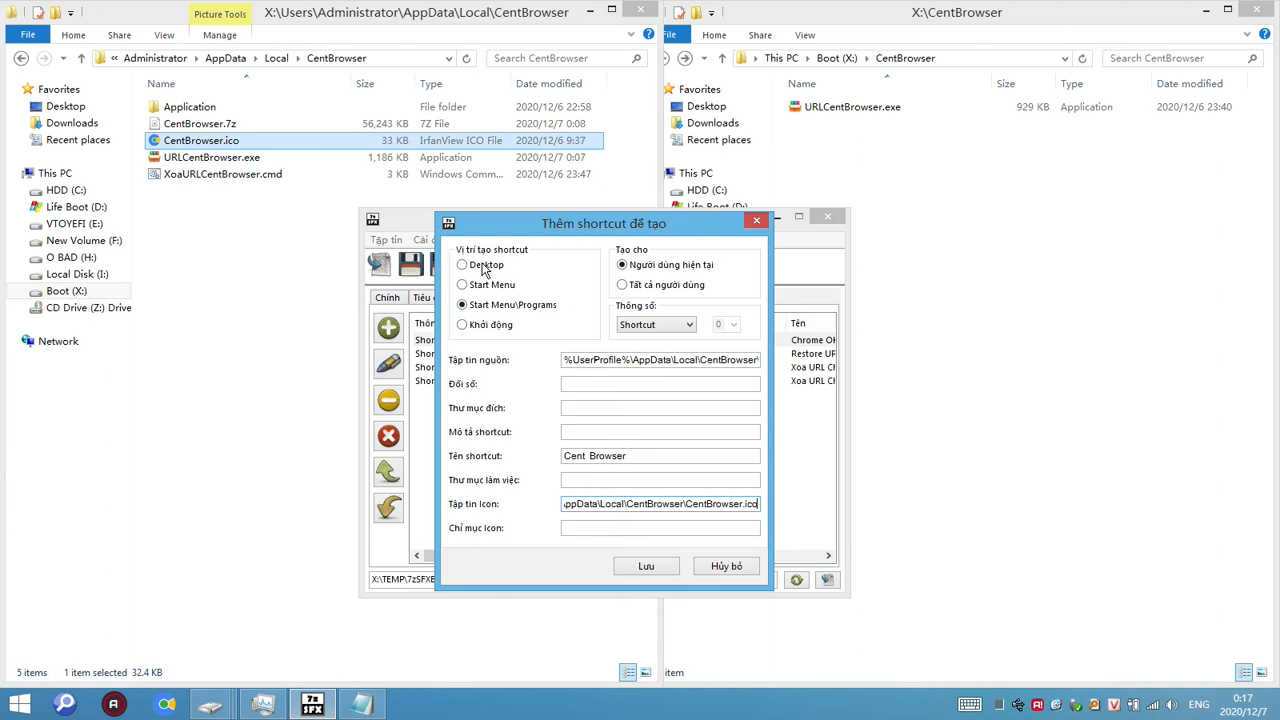 Picture Tools
X:\Users\Administrator\AppData\Local\CentBrowser
X:\CentBrowser
File Home Share View Manage
File Home Share View
« Administrator ▸ AppData ▸ Local ▸ CentBrowser
Search CentBrowser
This PC ▸ Boot (X:) ▸ CentBrowser
Search CentBrowser
Favorites
Desktop
Downloads
Recent places
This PC
HDD (C:)
Life Boot (D:)
VTOYEFI (E:)
New Volume (F:)
O BAD (H:)
Local Disk (I:)
Boot (X:)
CD Drive (Z:) Drive
Network
Name Size Type Date modified
Application File folder 2020/12/6 22:58
CentBrowser.7z 56,243 KB 7Z File 2020/12/7 0:08
CentBrowser.ico 33 KB IrfanView ICO File 2020/12/6 9:37
URLCentBrowser.exe 1,186 KB Application 2020/12/7 0:07
XoaURLCentBrowser.cmd 3 KB Windows Comm... 2020/12/6 23:47
Favorites
Desktop
Downloads
Recent places
This PC
HDD (C:)
Name Size Type Date modified
URLCentBrowser.exe 929 KB Application 2020/12/6 23:40
Tập tin
Chính
Tên
Chrome
Restore UR
Xoa URL
Xoa URL
X:\TEMP\7zSFX
Thêm shortcut để tạo
Vị trí tạo shortcut
Desktop
Start Menu
Start Menu\Programs
Khởi động
Tạo cho
Người dùng hiện tại
Tất cả người dùng
Thông số:
Shortcut 0
Tập tin nguồn: %UserProfile%\AppData\Local\CentBrowser\
Đối số:
Thư mục đích:
Mô tả shortcut:
Tên shortcut: Cent Browser
Thư mục làm việc:
Tập tin Icon: ppData\Local\CentBrowser\CentBrowser.ico
Chỉ mục Icon:
Lưu Hủy bỏ
5 items 1 item selected 32.4 KB
item
7z SFX
ENG
0:17
2020/12/7